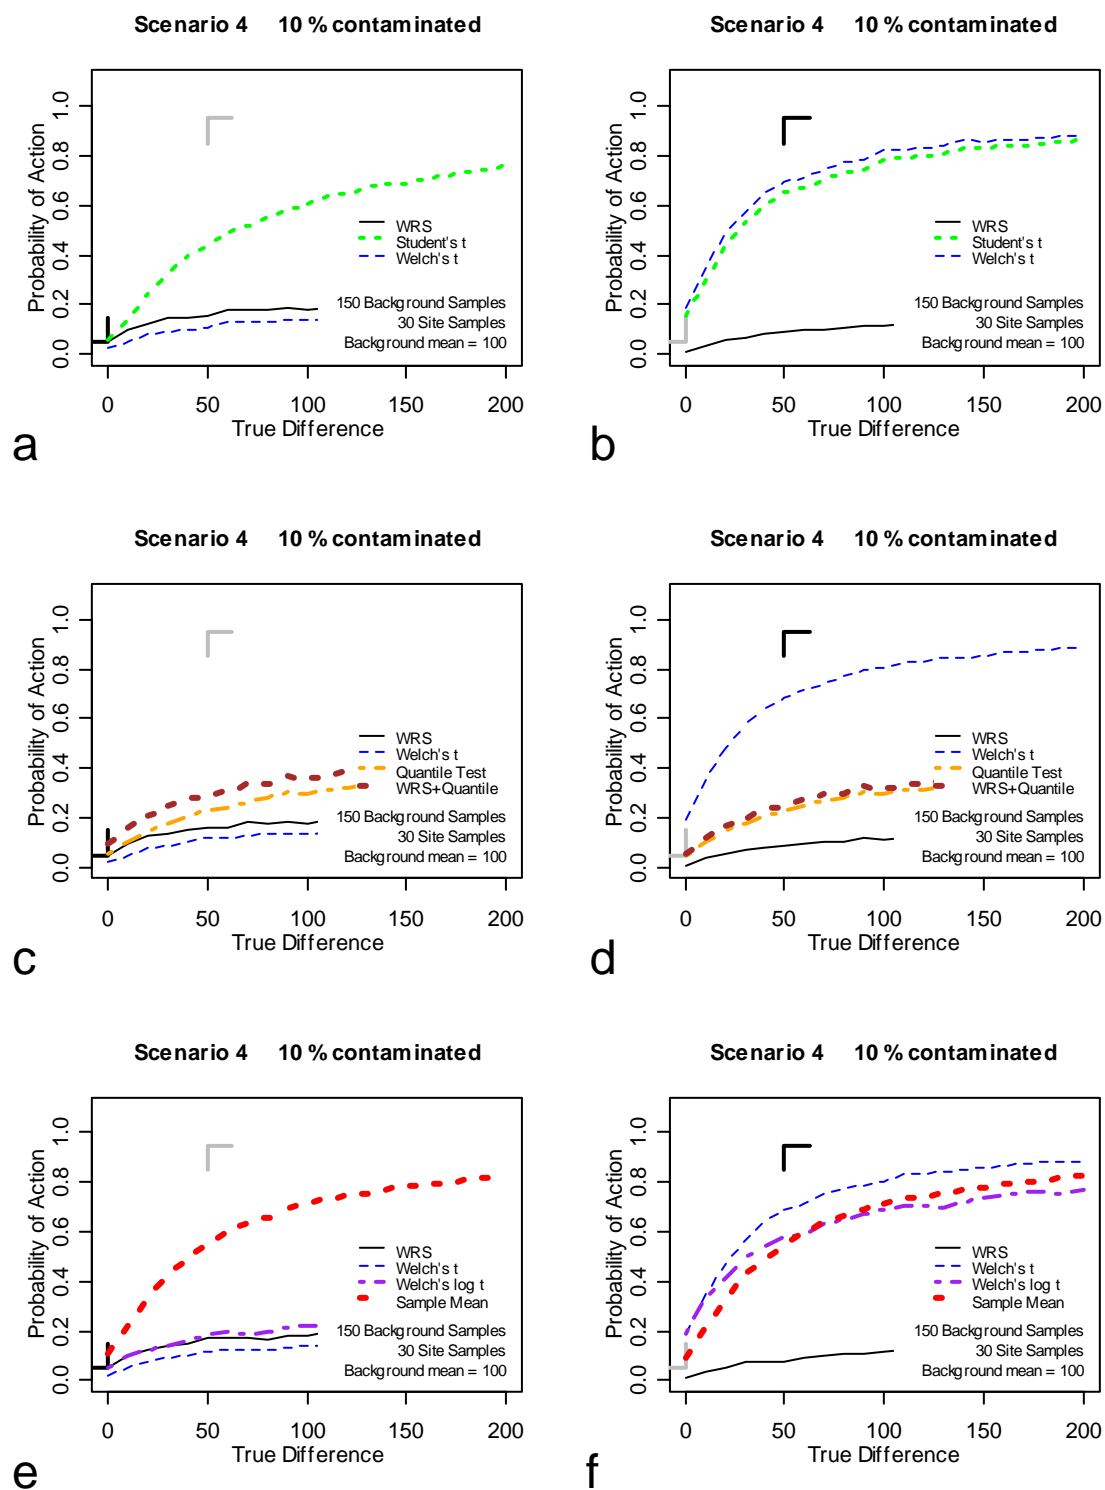 Scenario 4 10 % contaminated
Probability of Action
1.0
0.8
0.6
0.4
0.2
0.0
WRS
Student's t
Welch's t
150 Background Samples
30 Site Samples
Background mean = 100
0 50 100 150 200
True Difference
a
Scenario 4 10 % contaminated
Probability of Action
1.0
0.8
0.6
0.4
0.2
0.0
WRS
Student's t
Welch's t
150 Background Samples
30 Site Samples
Background mean = 100
0 50 100 150 200
True Difference
b
Scenario 4 10 % contaminated
Probability of Action
1.0
0.8
0.6
0.4
0.2
0.0
WRS
Welch's t
Quantile Test
WRS+Quantile
150 Background Samples
30 Site Samples
Background mean = 100
0 50 100 150 200
True Difference
c
Scenario 4 10 % contaminated
Probability of Action
1.0
0.8
0.6
0.4
0.2
0.0
WRS
Welch's t
Quantile Test
WRS+Quantile
150 Background Samples
30 Site Samples
Background mean = 100
0 50 100 150 200
True Difference
d
Scenario 4 10 % contaminated
Probability of Action
1.0
0.8
0.6
0.4
0.2
0.0
WRS
Welch's t
Welch's log t
Sample Mean
150 Background Samples
30 Site Samples
Background mean = 100
0 50 100 150 200
True Difference
e
Scenario 4 10 % contaminated
Probability of Action
1.0
0.8
0.6
0.4
0.2
0.0
WRS
Welch's t
Welch's log t
Sample Mean
150 Background Samples
30 Site Samples
Background mean = 100
0 50 100 150 200
True Difference
f